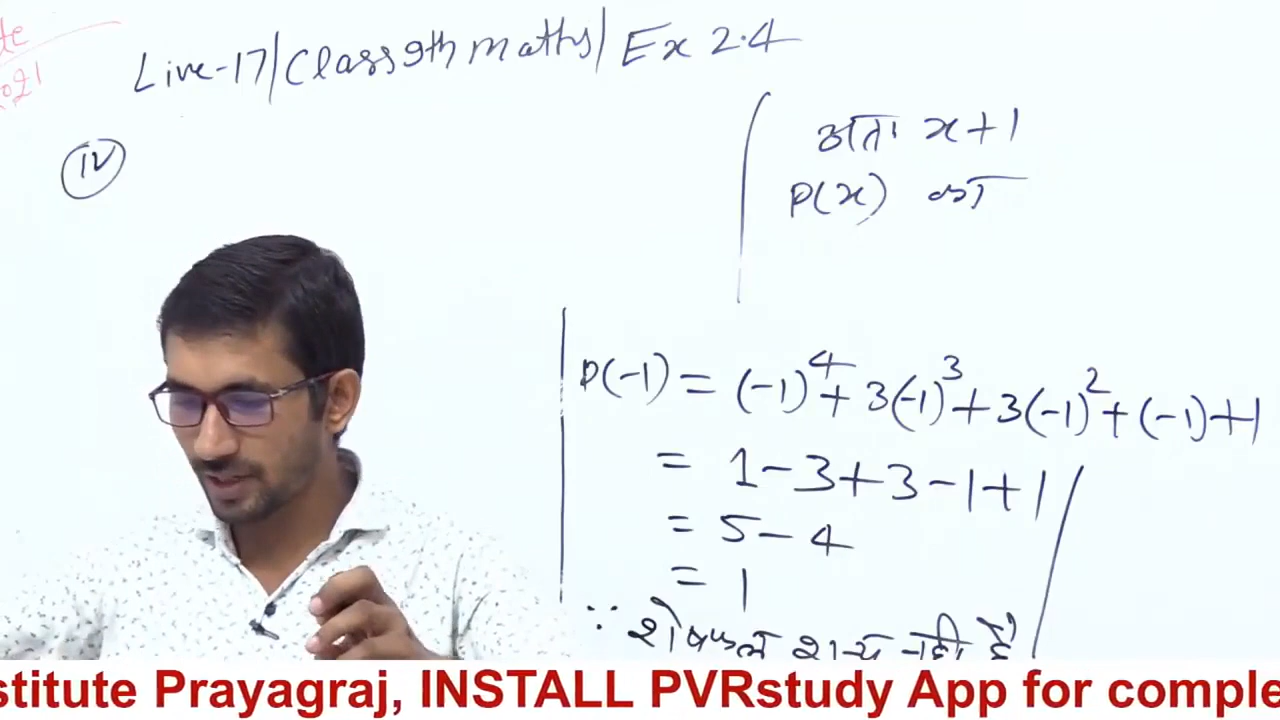 te
2021
Live-17/Class 9th maths/Ex 2.4
IV
अतः x+1
P(x) का
P(-1) = (-1)⁴ + 3(-1)³ + 3(-1)² + (-1) + 1
= 1 - 3 + 3 - 1 + 1
= 5 - 4
= 1
∵ शेषफल शून्य नहीं है
stitute Prayagraj, INSTALL PVRstudy App for comple